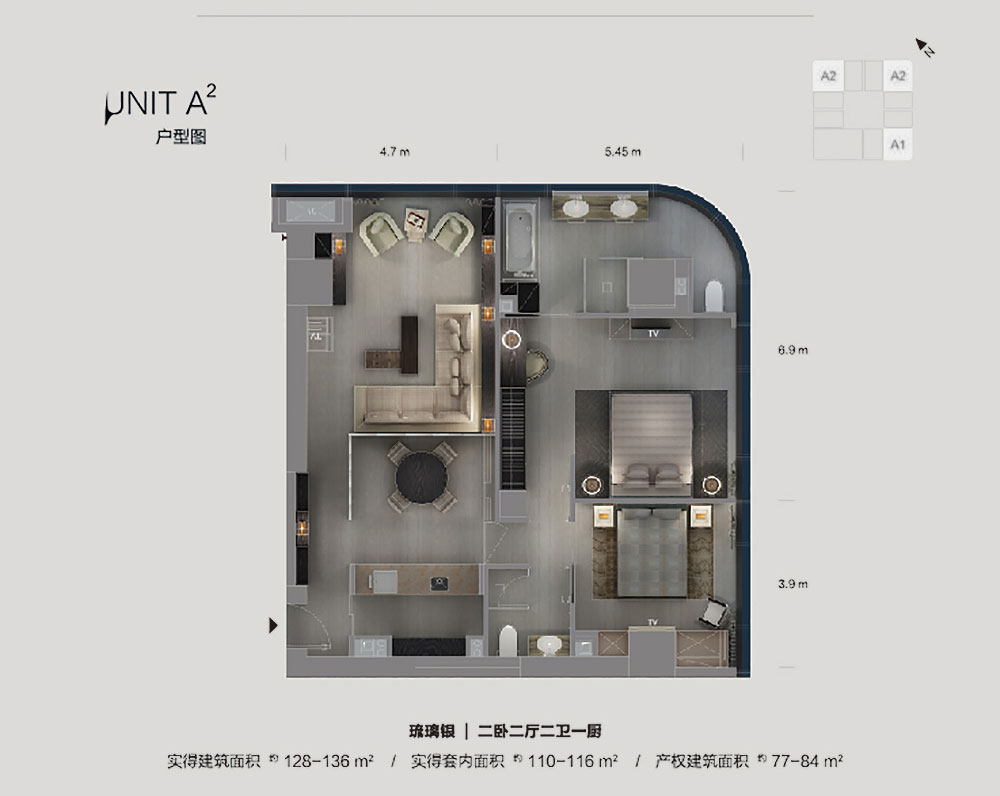 N
A2 A2
A1
UNIT A²
户型图
4.7 m 5.45 m
TV
TV
6.9 m
3.9 m
TV
琉璃银 | 二卧二厅二卫一厨
实得建筑面积 约 128-136 m² / 实得套内面积 约 110-116 m² / 产权建筑面积 约 77-84 m²